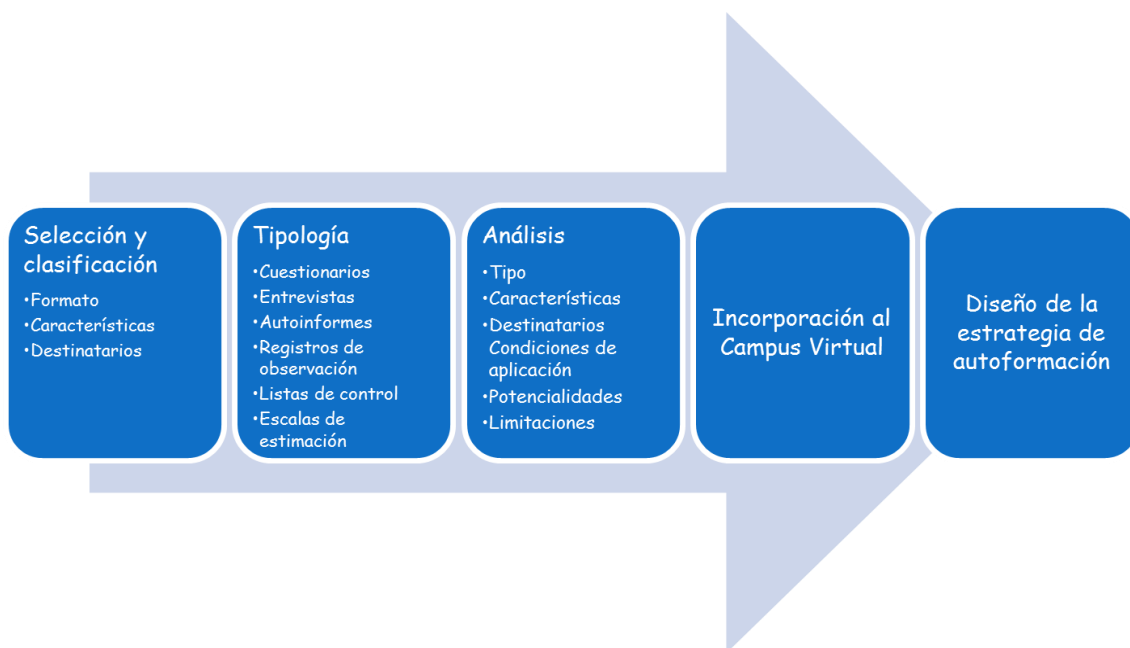 Selección y
clasificación
•Formato
•Características
•Destinatarios
Tipología
•Cuestionarios
•Entrevistas
•Autoinformes
•Registros de
observación
•Listas de control
•Escalas de
estimación
Análisis
•Tipo
•Características
•Destinatarios
Condiciones de
aplicación
•Potencialidades
•Limitaciones
Incorporación al
Campus Virtual
Diseño de la
estrategia de
autoformación